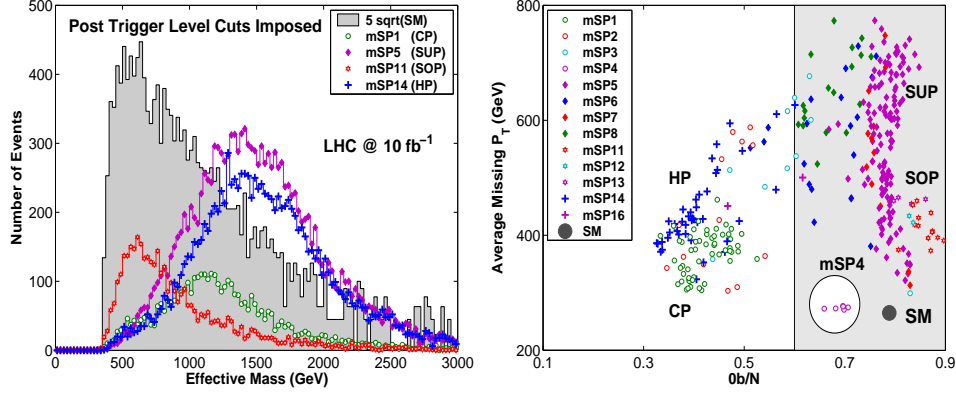 Post Trigger Level Cuts Imposed
5 sqrt(SM)
mSP1 (CP)
mSP5 (SUP)
mSP11 (SOP)
mSP14 (HP)
LHC @ 10 fb⁻¹
Number of Events
450
400
300
200
100
0
0
500
1000
1500
2000
2500
3000
Effective Mass (GeV)
Average Missing P_T (GeV)
800
600
400
200
mSP1
mSP2
mSP3
mSP4
mSP5
mSP6
mSP7
mSP8
mSP11
mSP12
mSP13
mSP14
mSP16
SM
SUP
HP
SOP
mSP4
CP
SM
0.1
0.3
0.5
0.7
0.9
0b/N